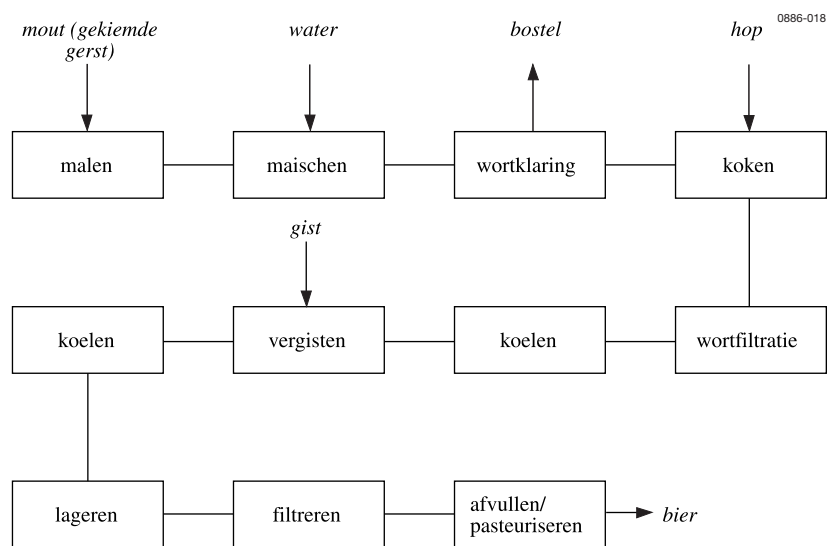 0886-018
mout (gekiemde
gerst)
water
bostel
hop
malen
maischen
wortklaring
koken
gist
koelen
vergisten
koelen
wortfiltratie
lageren
filtreren
afvullen/
pasteuriseren
bier